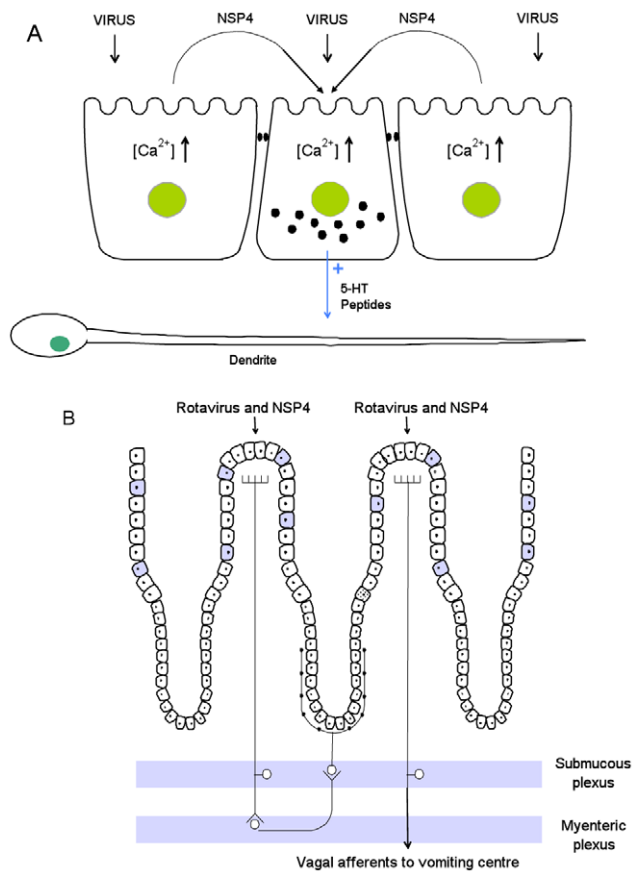 A
VIRUS NSP4 VIRUS NSP4 VIRUS
[Ca2+] [Ca2+] [Ca2+]
+
5-HT
Peptides
Dendrite
B
Rotavirus and NSP4 Rotavirus and NSP4
Submucous
plexus
Myenteric
plexus
Vagal afferents to vomiting centre